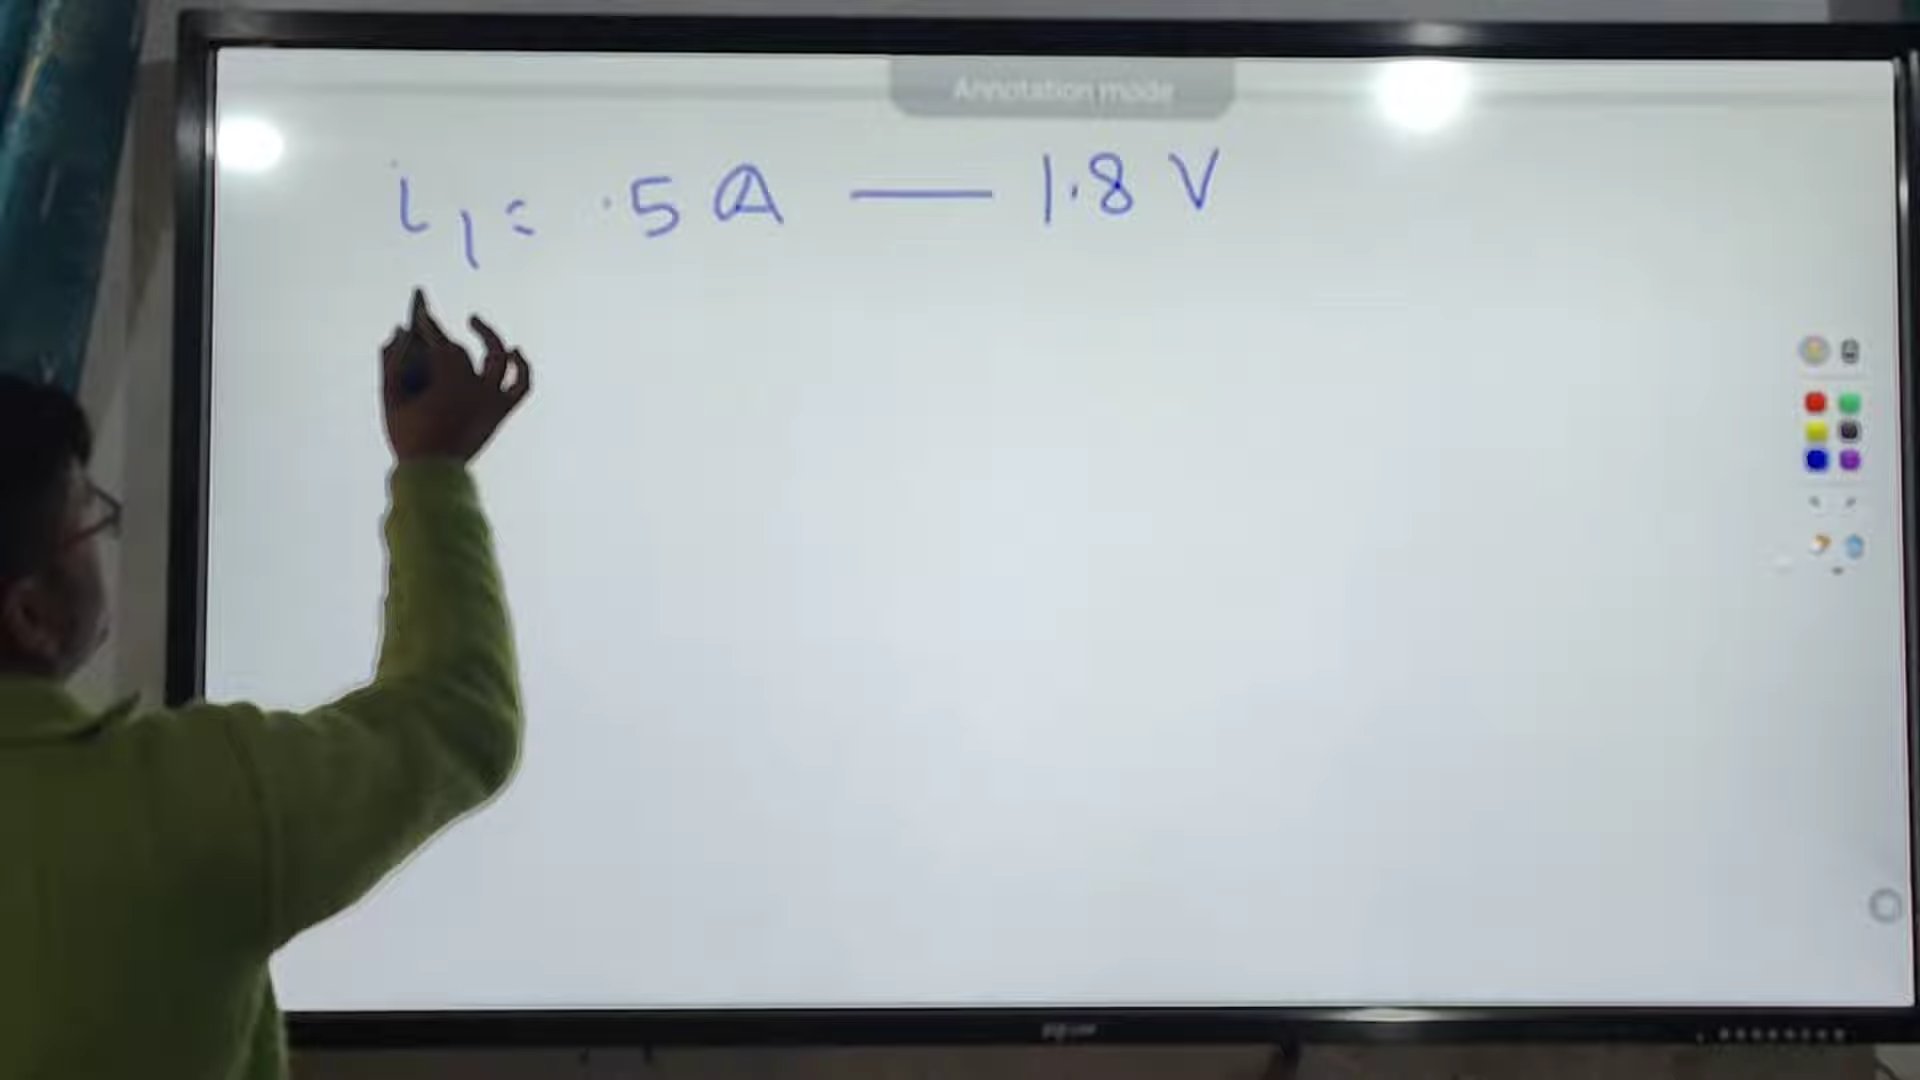 Annotation mode
i₁ = .5 A — 1.8 V